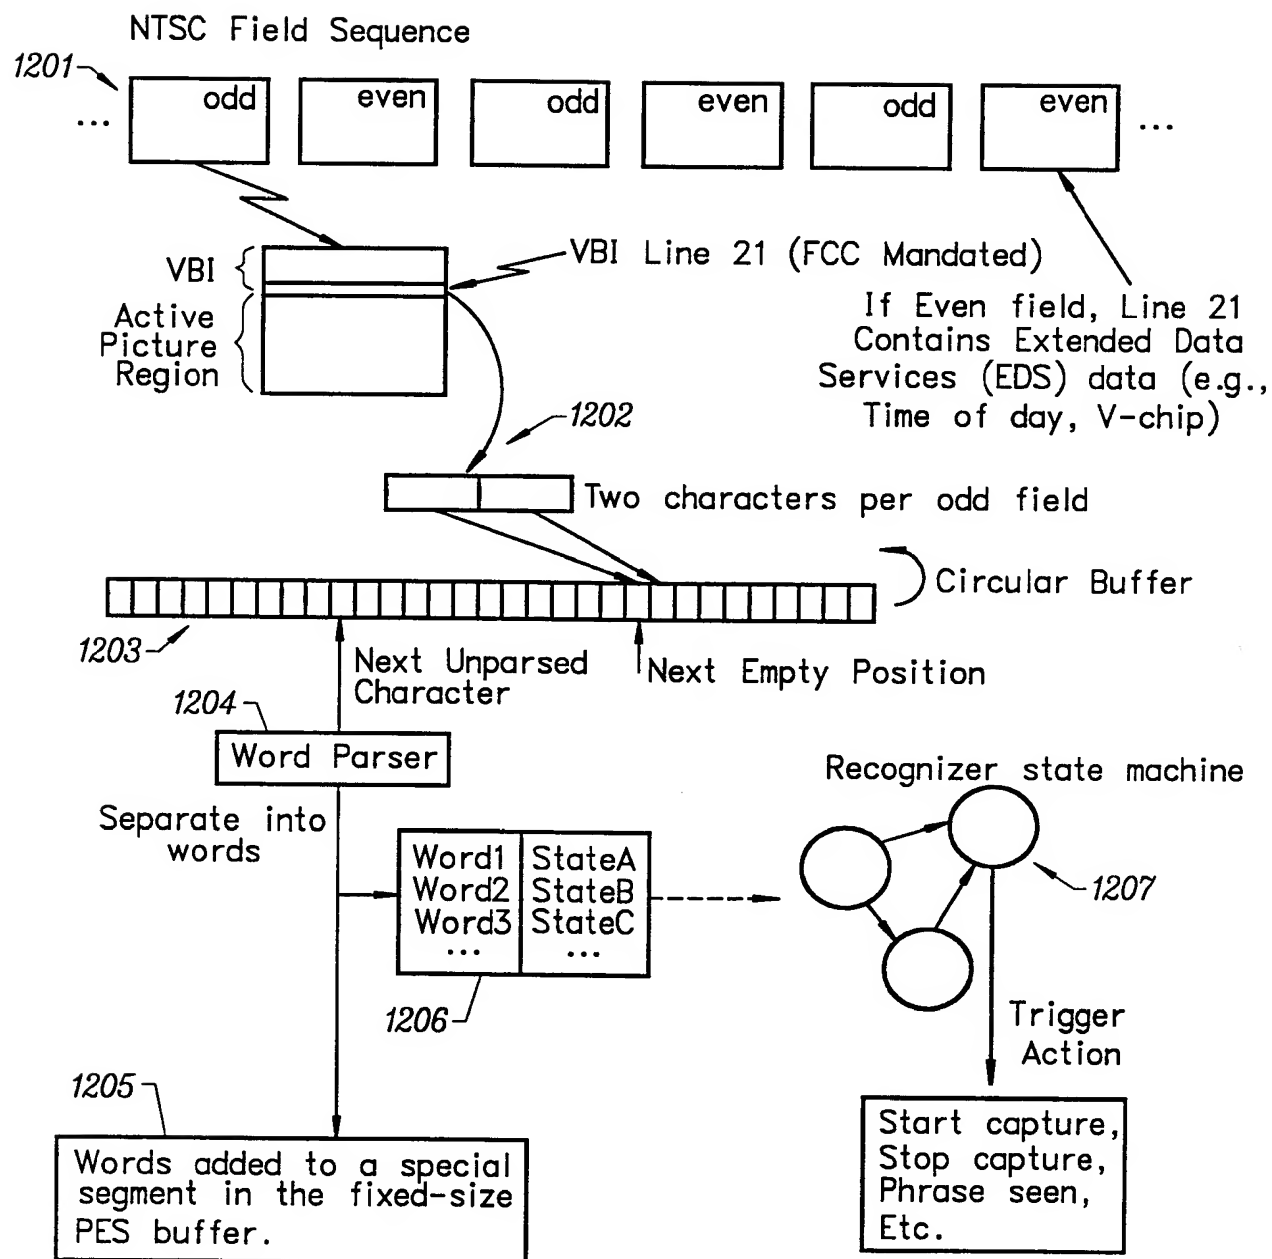 NTSC Field Sequence
1201
... odd even odd even odd even ...
VBI
VBI Line 21 (FCC Mandated)
Active
Picture
Region
If Even field, Line 21
Contains Extended Data
Services (EDS) data (e.g.,
Time of day, V-chip)
1202
Two characters per odd field
Circular Buffer
1203
Next Unparsed
Character
Next Empty Position
1204
Word Parser
Separate into
words
Word1 StateA
Word2 StateB
Word3 StateC
... ...
1206
Recognizer state machine
1207
Trigger
Action
1205
Words added to a special
segment in the fixed-size
PES buffer.
Start capture,
Stop capture,
Phrase seen,
Etc.